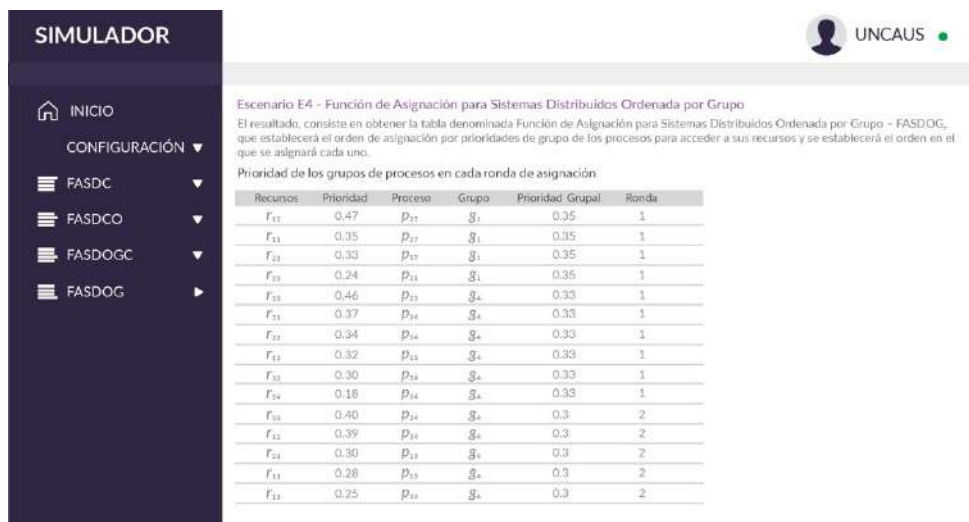 SIMULADOR
UNCAUS
INICIO
CONFIGURACIÓN
FASDC
FASDCO
FASDOGC
FASDOG
Escenario E4 - Función de Asignación para Sistemas Distribuidos Ordenada por Grupo
El resultado, consiste en obtener la tabla denominada Función de Asignación para Sistemas Distribuidos Ordenada por Grupo – FASDOG,
que establecerá el orden de asignación por prioridades de grupo de los procesos para acceder a sus recursos y se establecerá el orden en el
que se asignará cada uno.
Prioridad de los grupos de procesos en cada ronda de asignación
Recursos Prioridad Proceso Grupo Prioridad Grupal Ronda
0.47 0.35 1
0.35 0.35 1
0.33 0.35 1
0.24 0.35 1
0.46 0.33 1
0.37 0.33 1
0.34 0.33 1
0.32 0.33 1
0.30 0.33 1
0.18 0.33 1
0.40 0.3 2
0.39 0.3 2
0.30 0.3 2
0.28 0.3 2
0.25 0.3 2